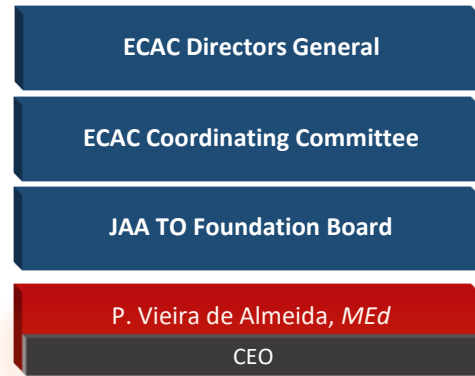 ECAC Directors General
ECAC Coordinating Committee
JAA TO Foundation Board
P. Vieira de Almeida, MEd
CEO